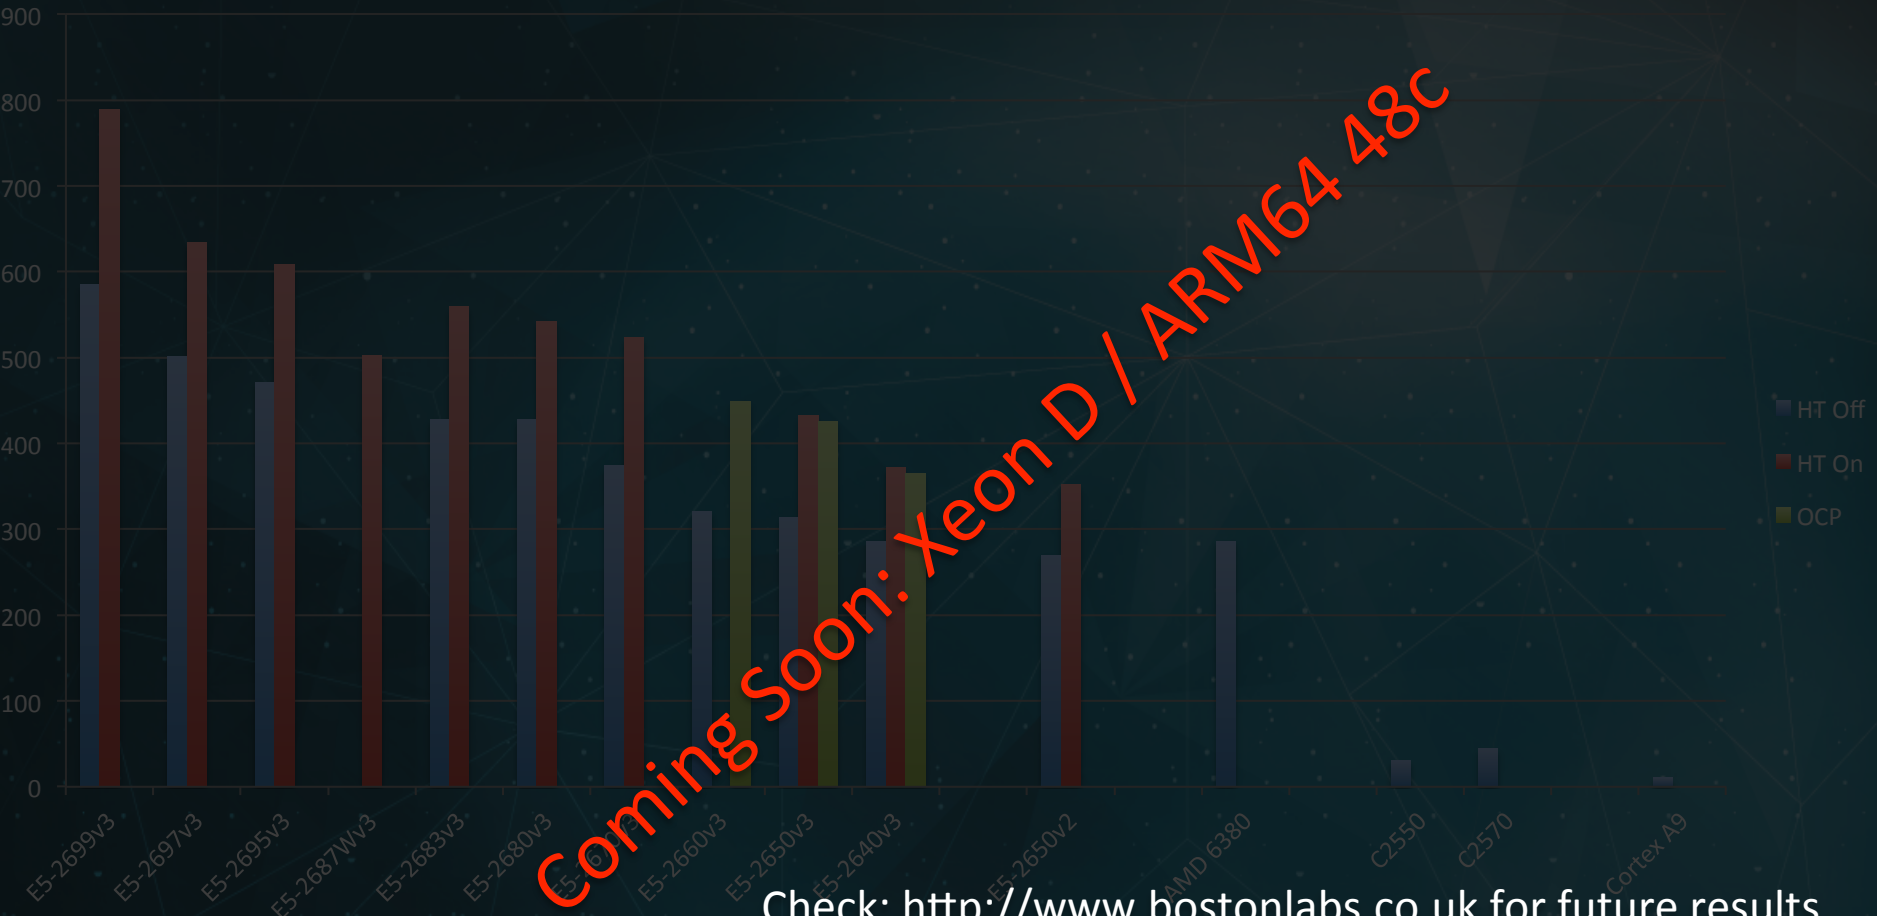 900
800
700
600
500
400
300
200
100
0
HT Off
HT On
OCP
E5-2699v3
E5-2697v3
E5-2695v3
E5-2687Wv3
E5-2683v3
E5-2680v3
E5-2660v3
E5-2650v3
E5-2640v3
E5-2650v2
AMD 6380
C2550
C2570
Cortex A9
Coming Soon: Xeon D / ARM64 48c
Check: http://www.bostonlabs.co.uk for future results